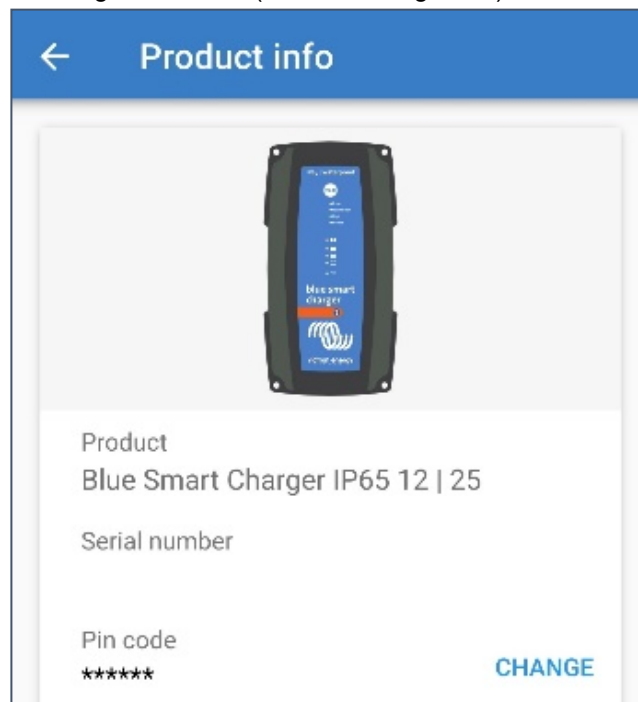 Product info
blue smart
charger
Product
Blue Smart Charger IP65 12 | 25
Serial number
Pin code
******
CHANGE